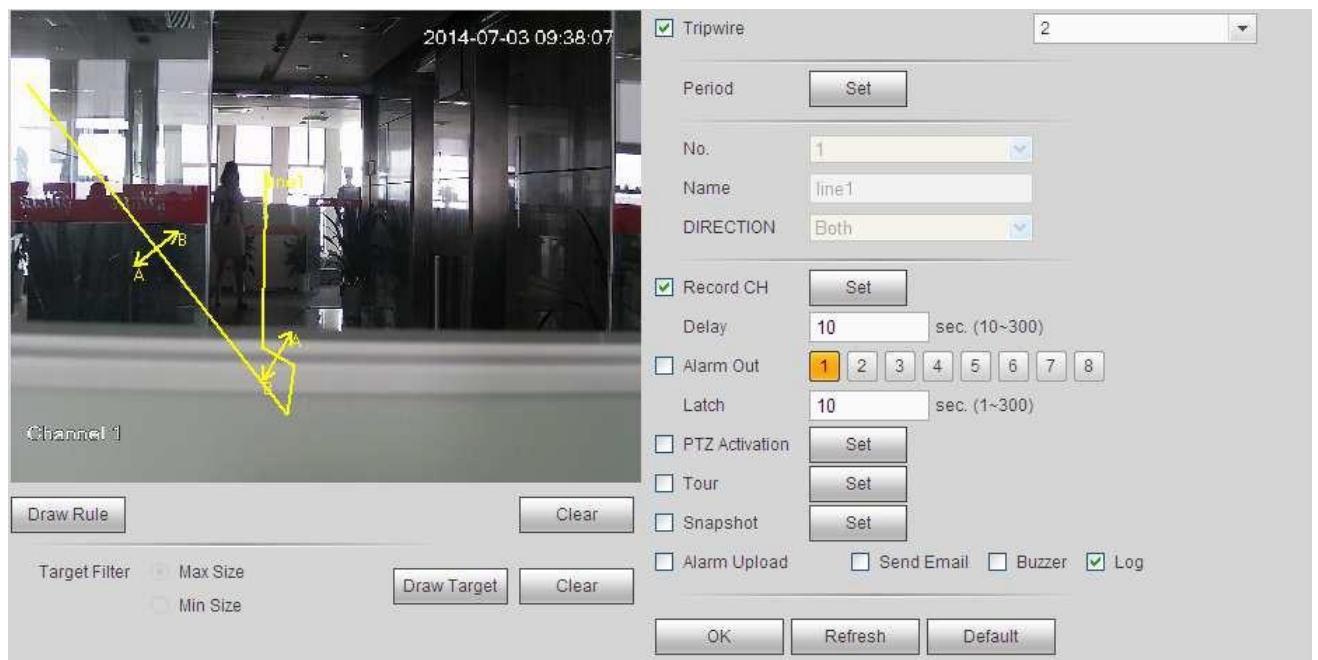 2014-07-03 09:38:07
line1
B
A
A
B
Channel 1
Draw Rule
Clear
Target Filter
Max Size
Min Size
Draw Target
Clear
Tripwire 2
Period Set
No. 1
Name line1
DIRECTION Both
Record CH Set
Delay 10 sec. (10~300)
Alarm Out 1 2 3 4 5 6 7 8
Latch 10 sec. (1~300)
PTZ Activation Set
Tour Set
Snapshot Set
Alarm Upload Send Email Buzzer Log
OK Refresh Default